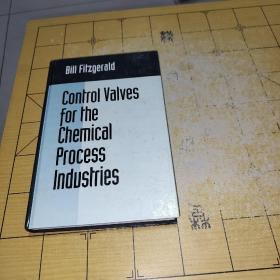 Bill Fitzgerald
Control Valves
for the
Chemical
Process
Industries